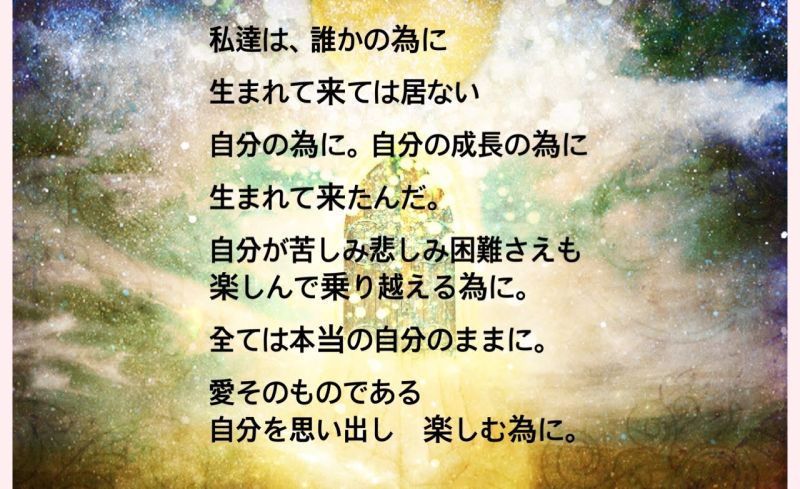 私達は、誰かの為に
生まれて来ては居ない
自分の為に。自分の成長の為に
生まれて来たんだ。
自分が苦しみ悲しみ困難さえも
楽しんで乗り越える為に。
全ては本当の自分のままに。
愛そのものである
自分を思い出し　楽しむ為に。